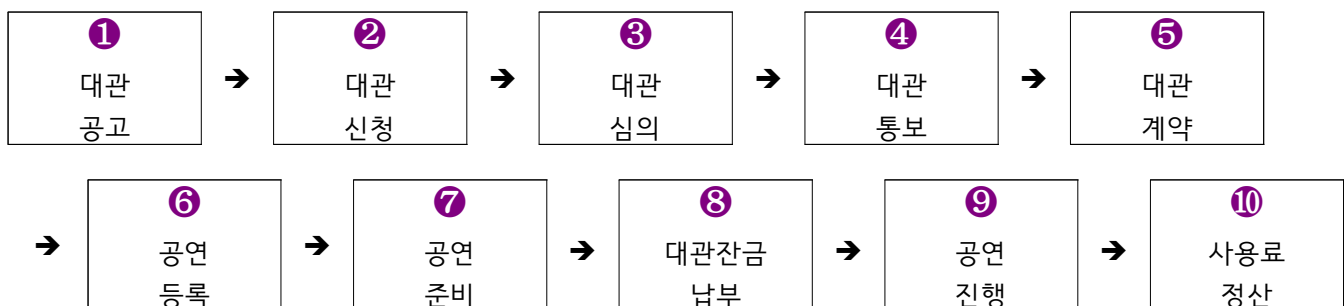 ❶ ❷ ❸ ❹ ❺
대관 ➔ 대관 ➔ 대관 ➔ 대관 ➔ 대관
공고 신청 심의 통보 계약
❻ ❼ ❽ ❾ ❿
➔ 공연 ➔ 공연 ➔ 대관잔금 ➔ 공연 ➔ 사용료
등록 준비 납부 진행 정산